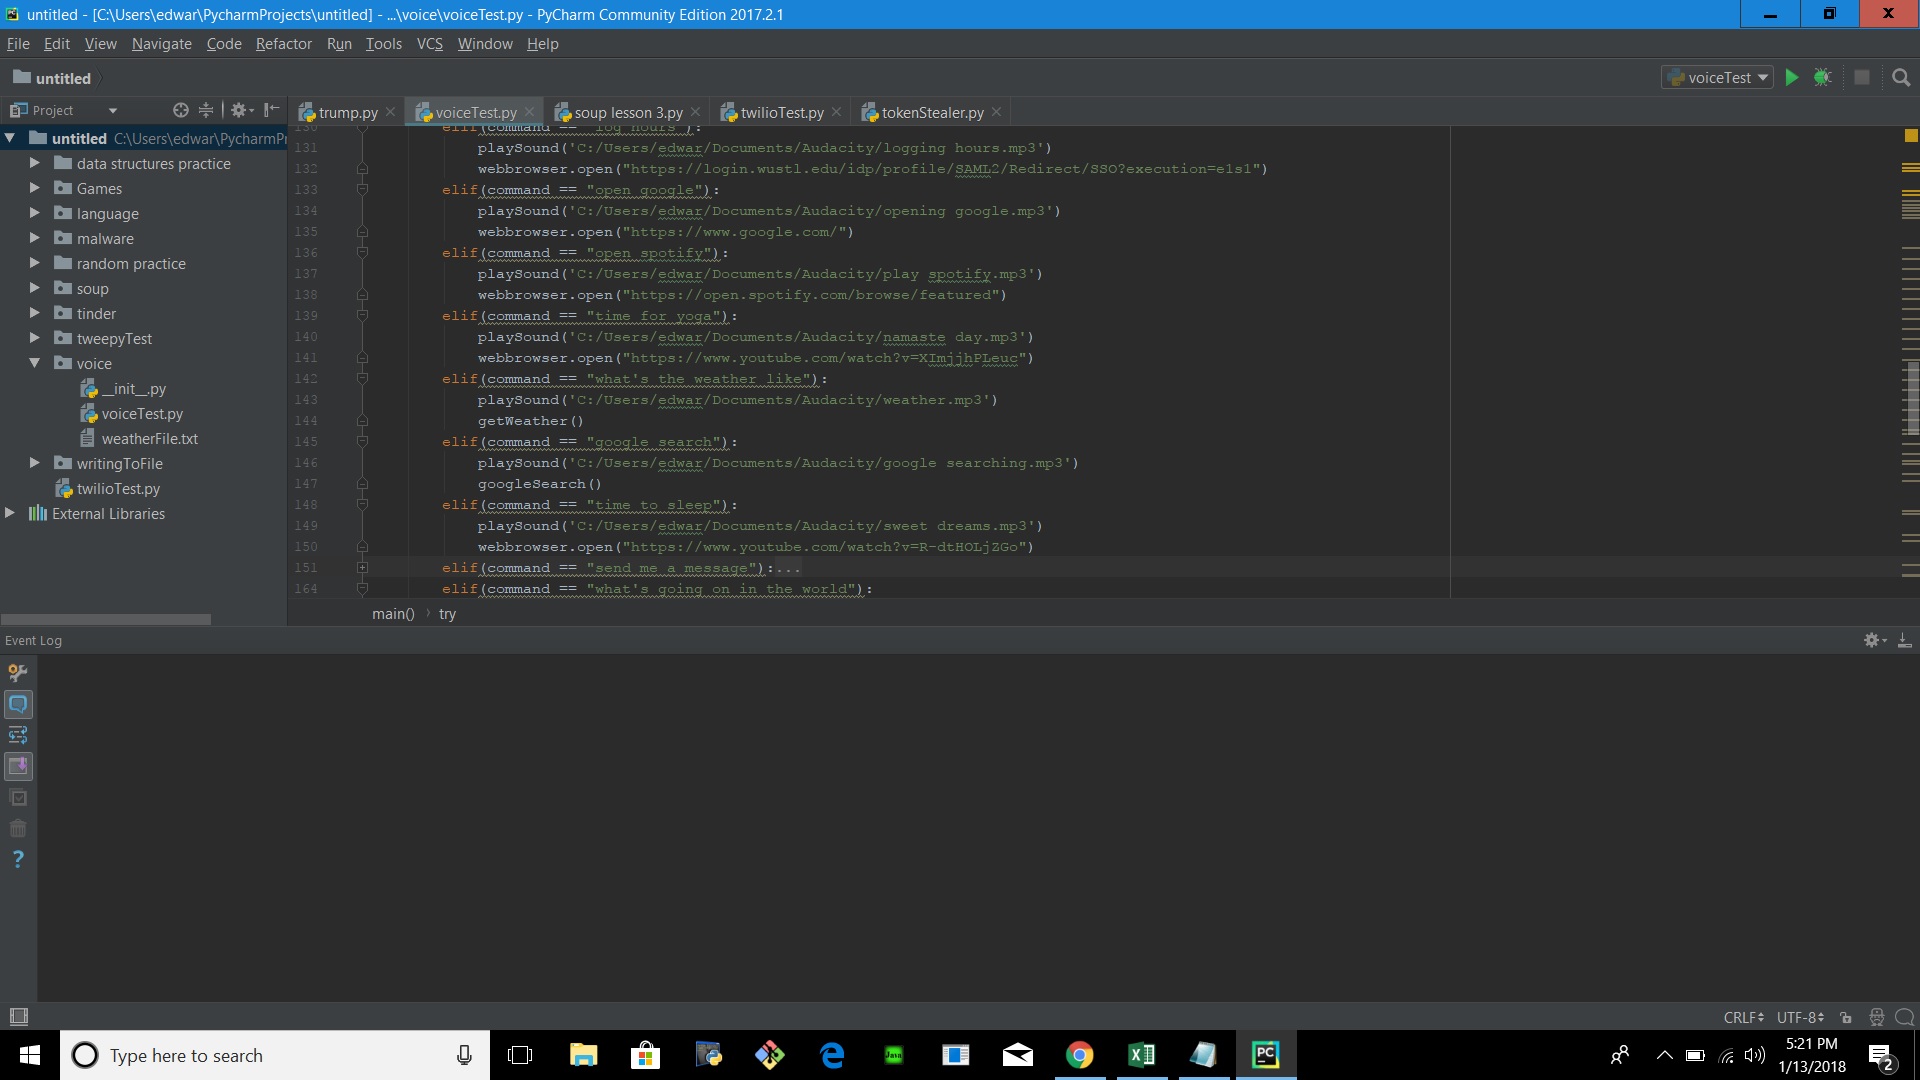 untitled - [C:\Users\edwar\PycharmProjects\untitled] - ...\voice\voiceTest.py - PyCharm Community Edition 2017.2.1
File Edit View Navigate Code Refactor Run Tools VCS Window Help
untitled
voiceTest
Project
trump.py voiceTest.py soup lesson 3.py twilioTest.py tokenStealer.py
untitled C:\Users\edwar\PycharmPr
data structures practice
Games
language
malware
random practice
soup
tinder
tweepyTest
voice
__init__.py
voiceTest.py
weatherFile.txt
writingToFile
twilioTest.py
External Libraries
130 elif(command == "log hours"):
131 playSound('C:/Users/edwar/Documents/Audacity/logging hours.mp3')
132 webbrowser.open("https://login.wustl.edu/idp/profile/SAML2/Redirect/SSO?execution=e1s1")
133 elif(command == "open google"):
134 playSound('C:/Users/edwar/Documents/Audacity/opening google.mp3')
135 webbrowser.open("https://www.google.com/")
136 elif(command == "open spotify"):
137 playSound('C:/Users/edwar/Documents/Audacity/play spotify.mp3')
138 webbrowser.open("https://open.spotify.com/browse/featured")
139 elif(command == "time for yoga"):
140 playSound('C:/Users/edwar/Documents/Audacity/namaste day.mp3')
141 webbrowser.open("https://www.youtube.com/watch?v=XImjjhPLeuc")
142 elif(command == "what's the weather like"):
143 playSound('C:/Users/edwar/Documents/Audacity/weather.mp3')
144 getWeather()
145 elif(command == "google search"):
146 playSound('C:/Users/edwar/Documents/Audacity/google searching.mp3')
147 googleSearch()
148 elif(command == "time to sleep"):
149 playSound('C:/Users/edwar/Documents/Audacity/sweet dreams.mp3')
150 webbrowser.open("https://www.youtube.com/watch?v=R-dtHOLjZGo")
151 elif(command == "send me a message"):...
164 elif(command == "what's going on in the world"):
main() › try
Event Log
CRLF UTF-8
Type here to search
Java
PC
5:21 PM
1/13/2018
2